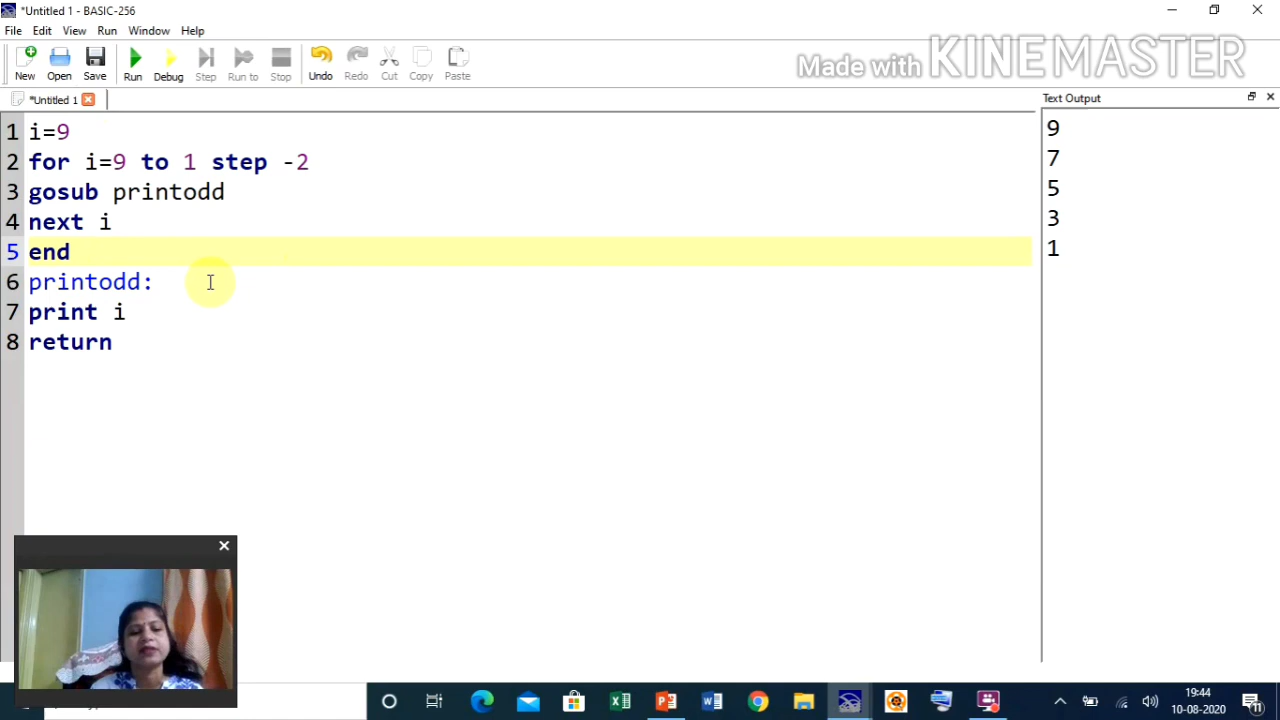 *Untitled 1 - BASIC-256
File Edit View Run Window Help
Made with KINEMASTER
New Open Save Run Debug Step Run to Stop Undo Redo Cut Copy Paste
*Untitled 1
Text Output
1 i=9
2 for i=9 to 1 step -2
3 gosub printodd
4 next i
5 end
6 printodd:
7 print i
8 return
9
7
5
3
1
19:44
10-08-2020
11